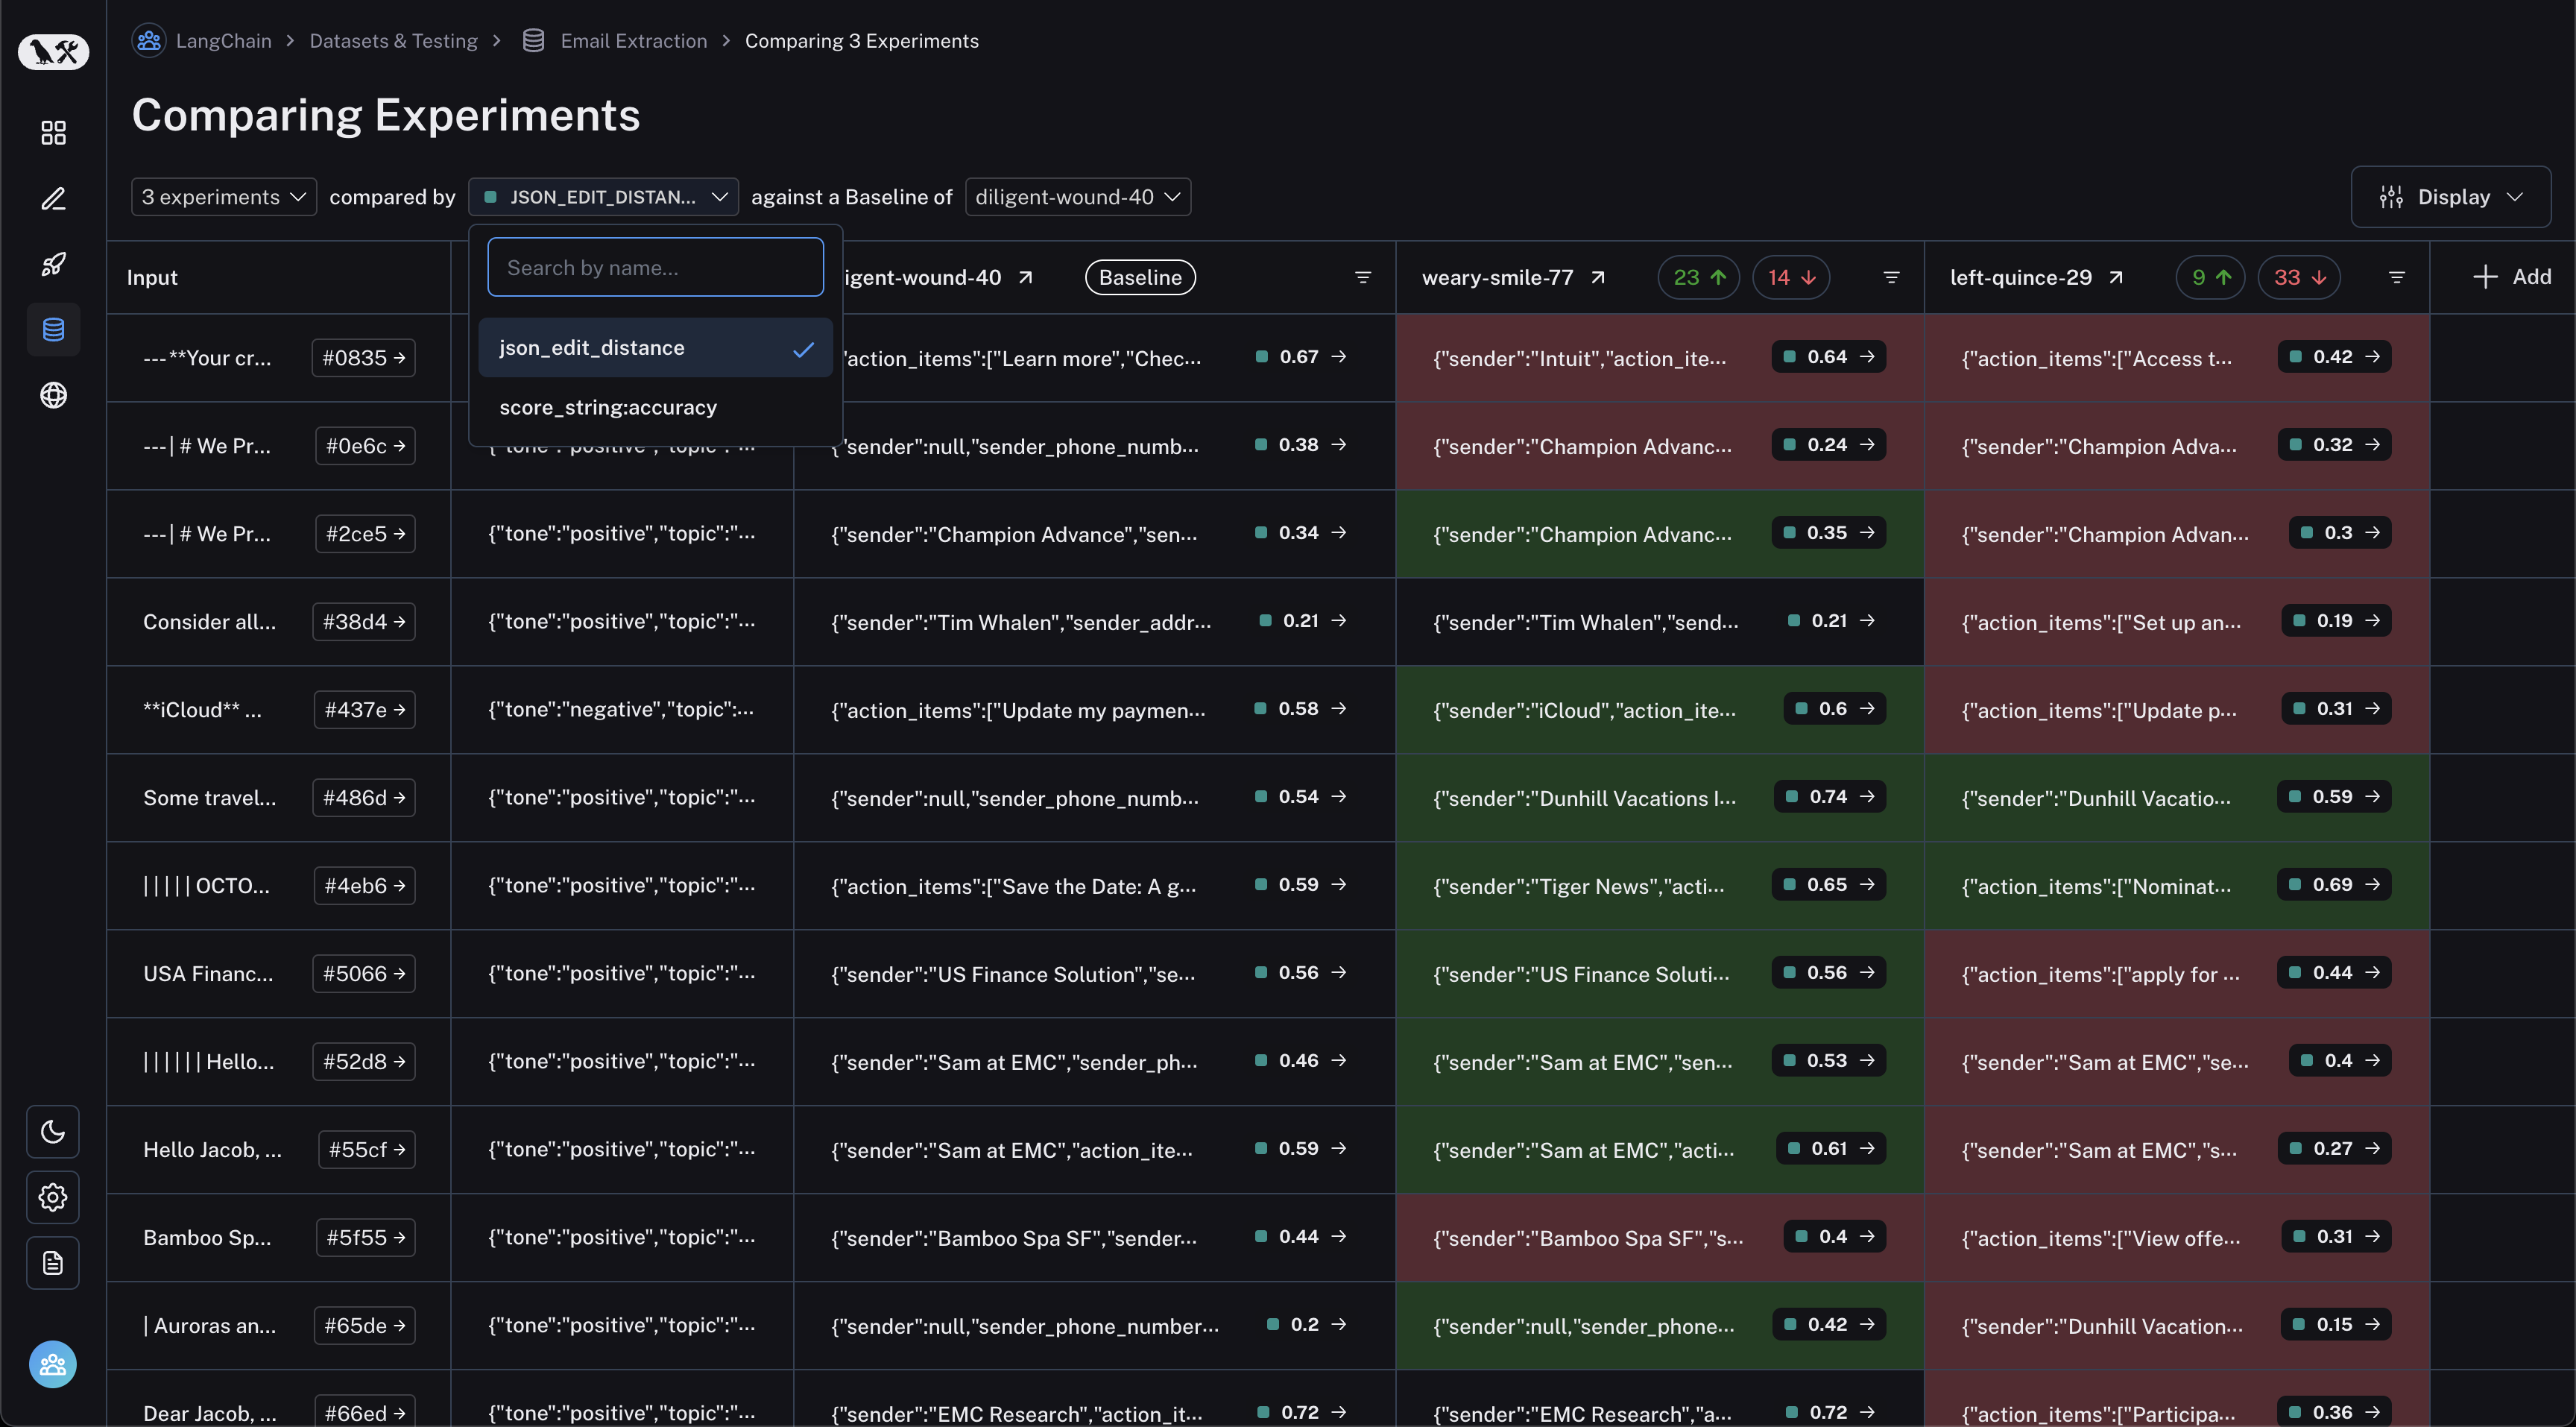 LangChain > Datasets & Testing > Email Extraction > Comparing 3 Experiments
Comparing Experiments
3 experiments compared by JSON_EDIT_DISTAN... against a Baseline of diligent-wound-40 Display
Search by name...
json_edit_distance
score_string:accuracy
Input igent-wound-40 Baseline weary-smile-77 23 14 left-quince-29 9 33 Add
---**Your cr... #0835 "action_items":["Learn more","Chec... 0.67 {"sender":"Intuit","action_ite... 0.64 {"action_items":["Access t... 0.42
---| # We Pr... #0e6c {"tone":"positive","topic":"... "sender":null,"sender_phone_numb... 0.38 {"sender":"Champion Advanc... 0.24 {"sender":"Champion Adva... 0.32
---| # We Pr... #2ce5 {"tone":"positive","topic":"... {"sender":"Champion Advance","sen... 0.34 {"sender":"Champion Advanc... 0.35 {"sender":"Champion Advan... 0.3
Consider all... #38d4 {"tone":"positive","topic":"... {"sender":"Tim Whalen","sender_addr... 0.21 {"sender":"Tim Whalen","send... 0.21 {"action_items":["Set up an... 0.19
**iCloud** ... #437e {"tone":"negative","topic":... {"action_items":["Update my paymen... 0.58 {"sender":"iCloud","action_ite... 0.6 {"action_items":["Update p... 0.31
Some travel... #486d {"tone":"positive","topic":"... {"sender":null,"sender_phone_numb... 0.54 {"sender":"Dunhill Vacations I... 0.74 {"sender":"Dunhill Vacatio... 0.59
| | | | | OCTO... #4eb6 {"tone":"positive","topic":"... {"action_items":["Save the Date: A g... 0.59 {"sender":"Tiger News","acti... 0.65 {"action_items":["Nominat... 0.69
USA Financ... #5066 {"tone":"positive","topic":"... {"sender":"US Finance Solution","se... 0.56 {"sender":"US Finance Soluti... 0.56 {"action_items":["apply for ... 0.44
| | | | | | Hello... #52d8 {"tone":"positive","topic":"... {"sender":"Sam at EMC","sender_ph... 0.46 {"sender":"Sam at EMC","sen... 0.53 {"sender":"Sam at EMC","se... 0.4
Hello Jacob, ... #55cf {"tone":"positive","topic":"... {"sender":"Sam at EMC","action_ite... 0.59 {"sender":"Sam at EMC","acti... 0.61 {"sender":"Sam at EMC","s... 0.27
Bamboo Sp... #5f55 {"tone":"positive","topic":"... {"sender":"Bamboo Spa SF","sender... 0.44 {"sender":"Bamboo Spa SF","s... 0.4 {"action_items":["View offe... 0.31
| Auroras an... #65de {"tone":"positive","topic":"... {"sender":null,"sender_phone_number... 0.2 {"sender":null,"sender_phone... 0.42 {"sender":"Dunhill Vacation... 0.15
Dear Jacob, ... #66ed {"tone":"positive","topic":"... {"sender":"EMC Research","action_it... 0.72 {"sender":"EMC Research","a... 0.72 {"action_items":["Participa... 0.36